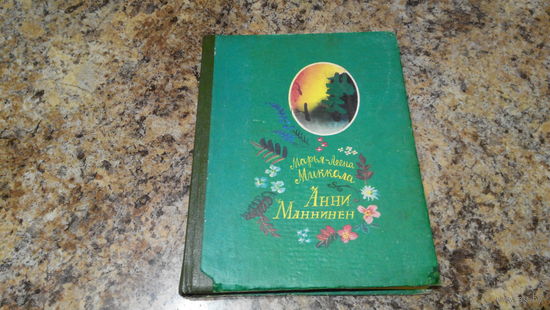 Марья-Леена
Миккола
Анни
Маннинен